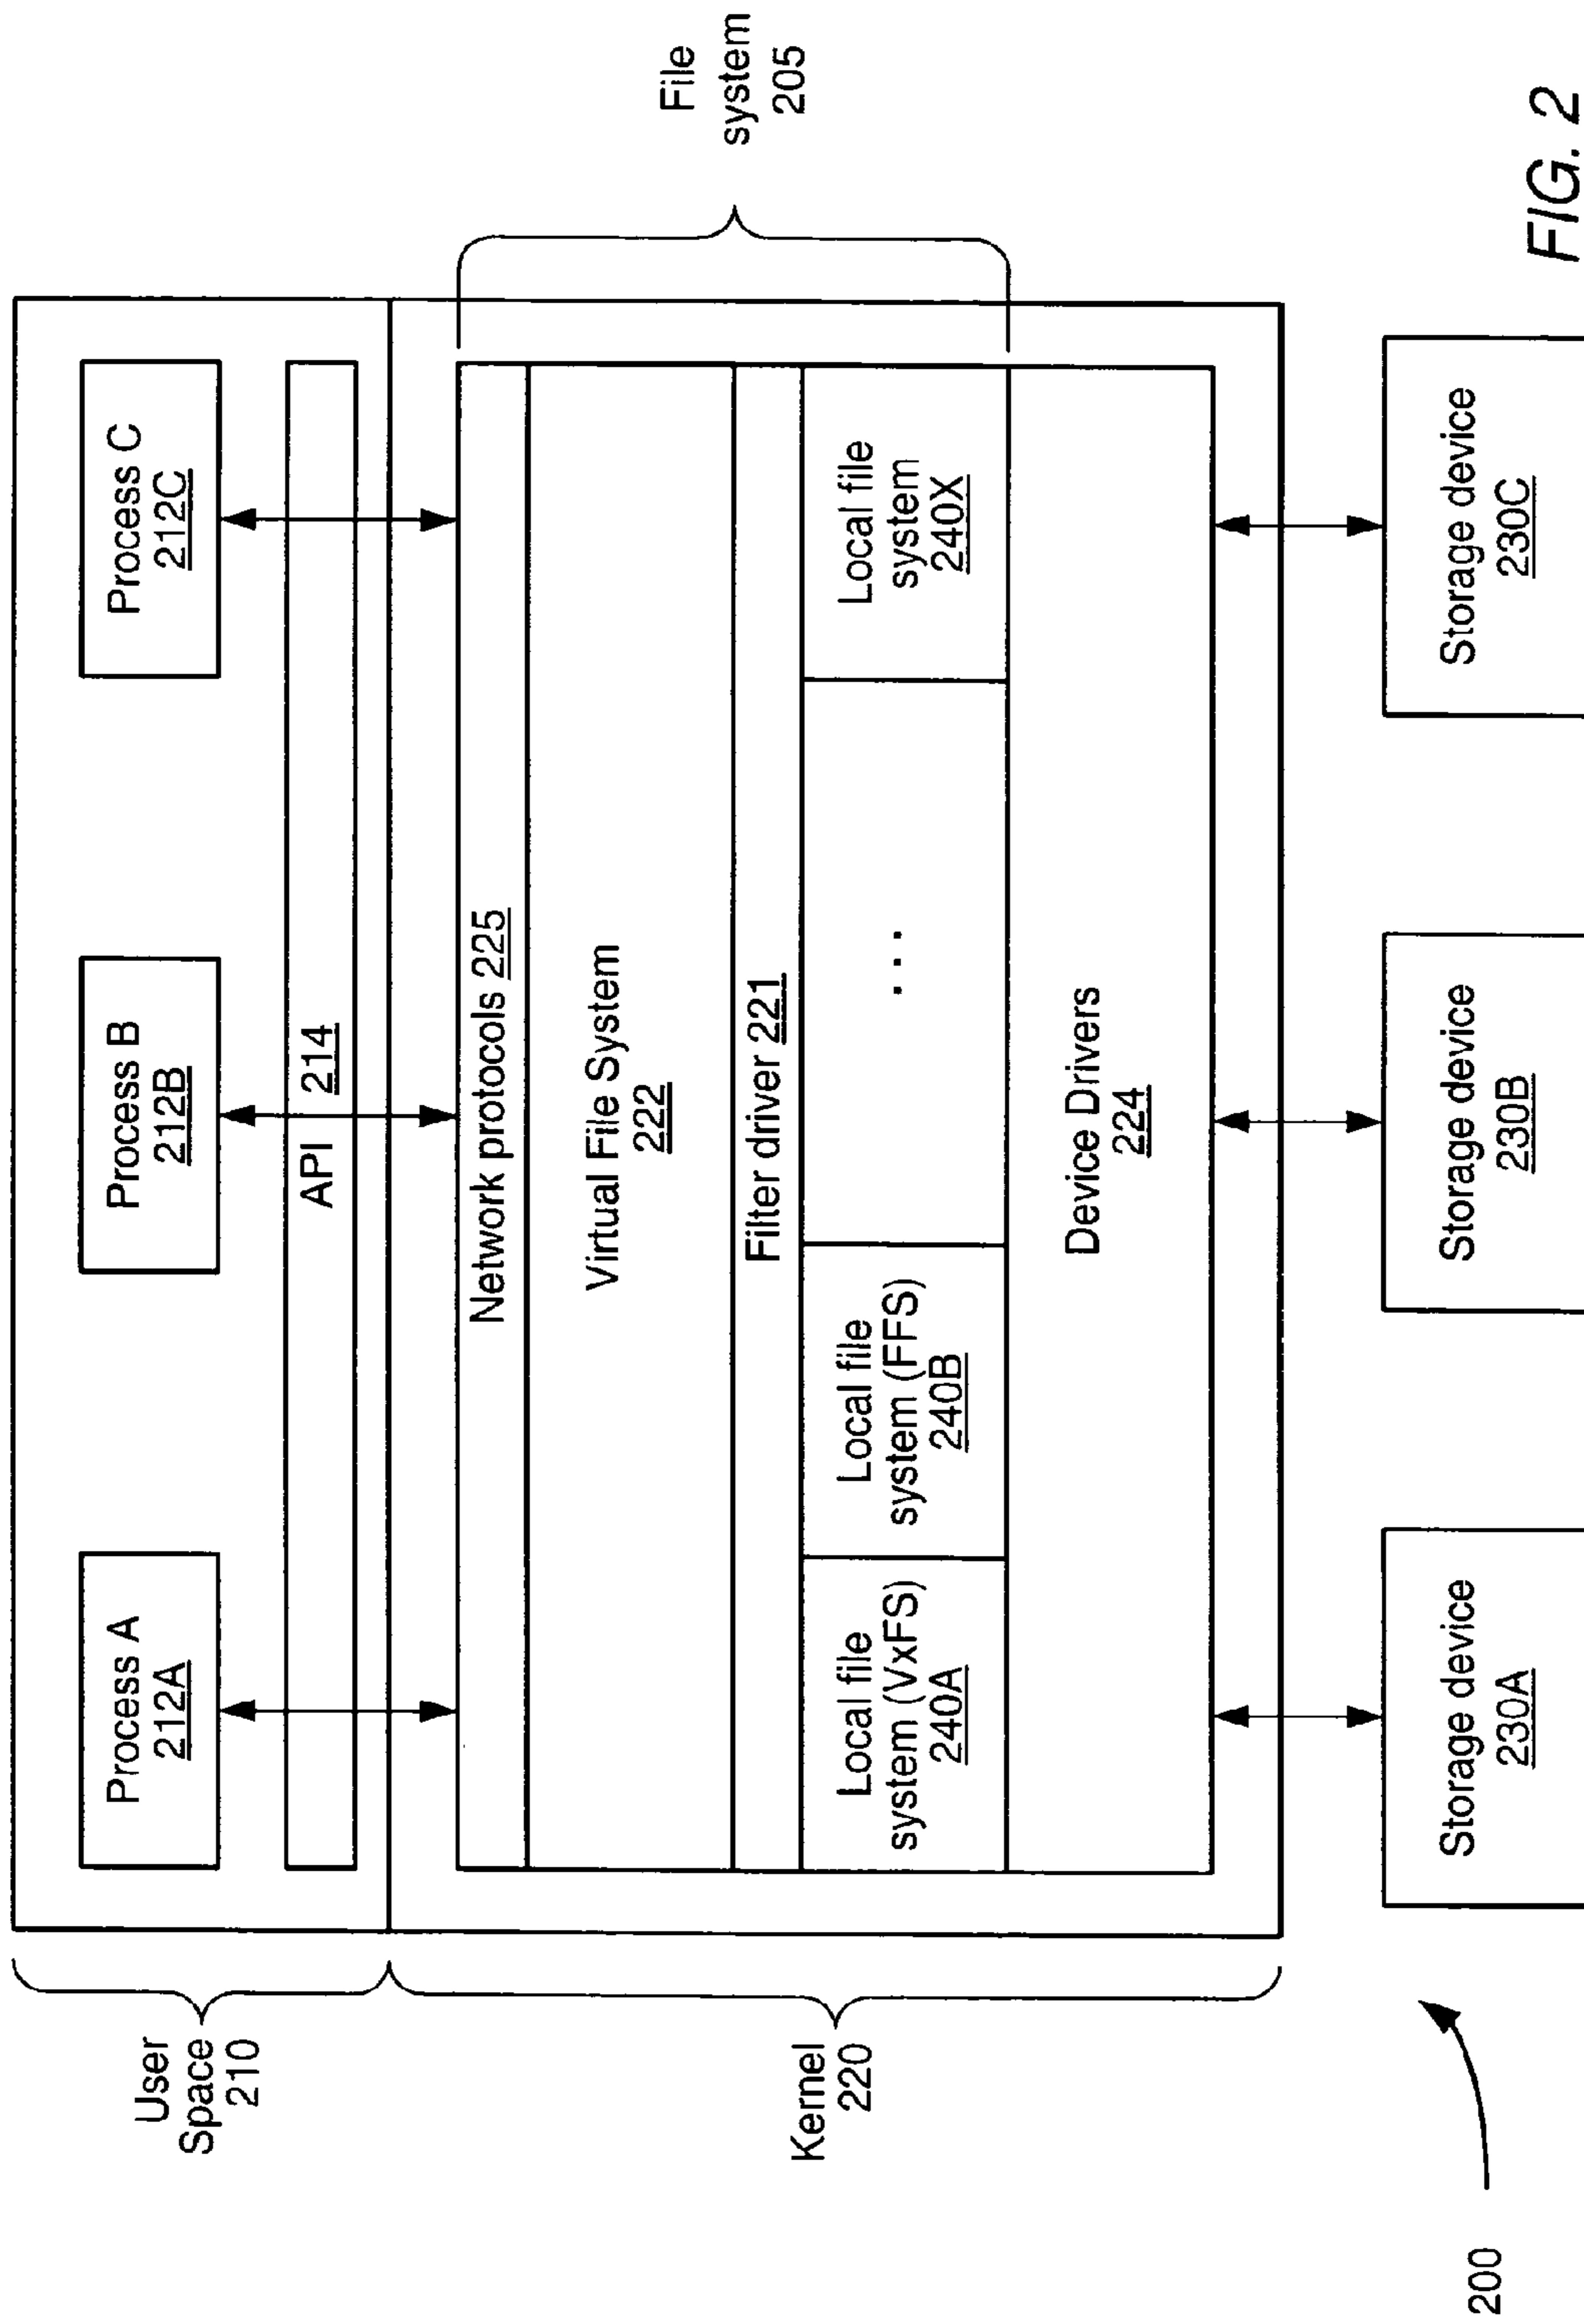 User
Space
210
Process A
212A
Process B
212B
Process C
212C
API 214
Kernel
220
Network protocols 225
Virtual File System
222
Filter driver 221
Local file
system (VxFS)
240A
Local file
system (FFS)
240B
...
Local file
system
240X
Device Drivers
224
File
system
205
Storage device
230A
Storage device
230B
Storage device
230C
200
FIG. 2